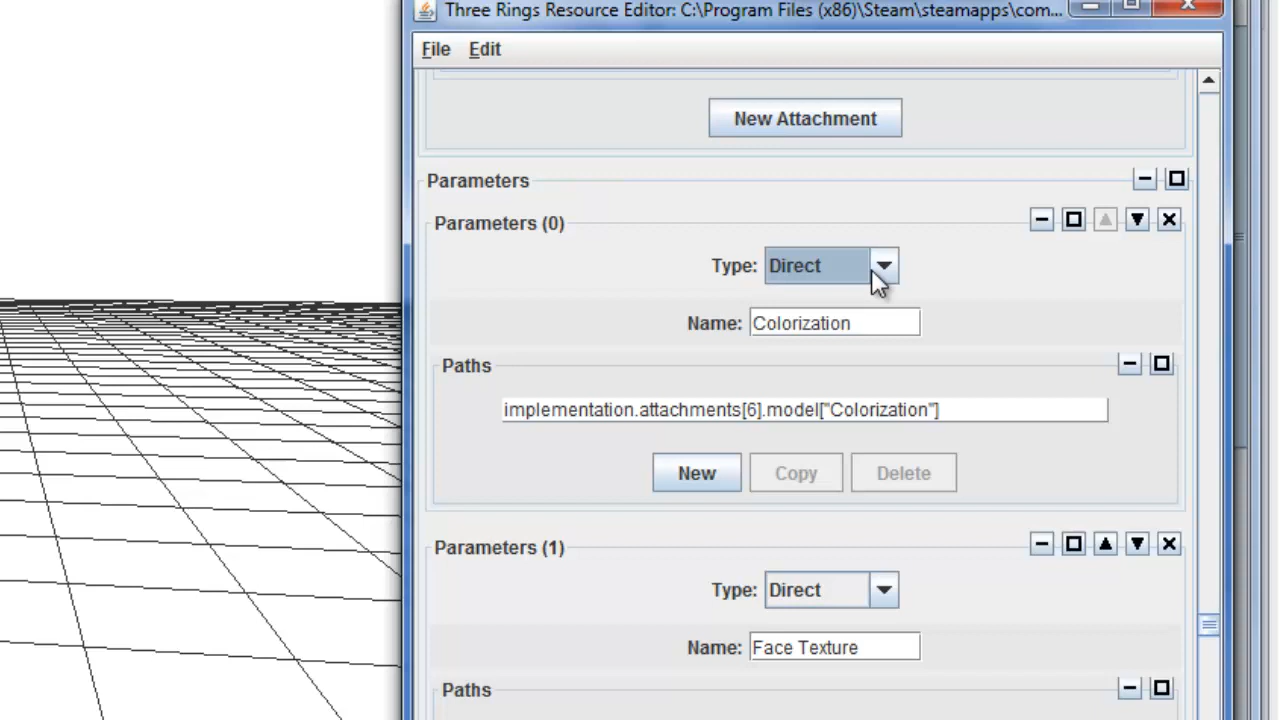 Three Rings Resource Editor: C:\Program Files (x86)\Steam\steamapps\com...
File Edit
New Attachment
Parameters
Parameters (0)
Type: Direct
Name: Colorization
Paths
implementation.attachments[6].model["Colorization"]
New Copy Delete
Parameters (1)
Type: Direct
Name: Face Texture
Paths